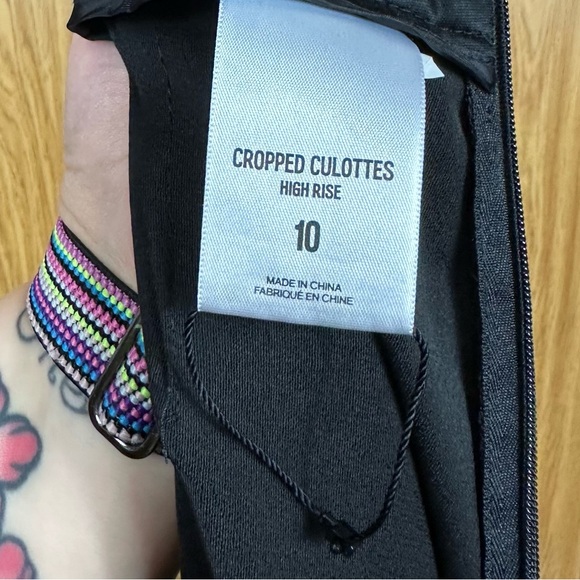 CROPPED CULOTTES
HIGH RISE
10
MADE IN CHINA
FABRIQUÉ EN CHINE